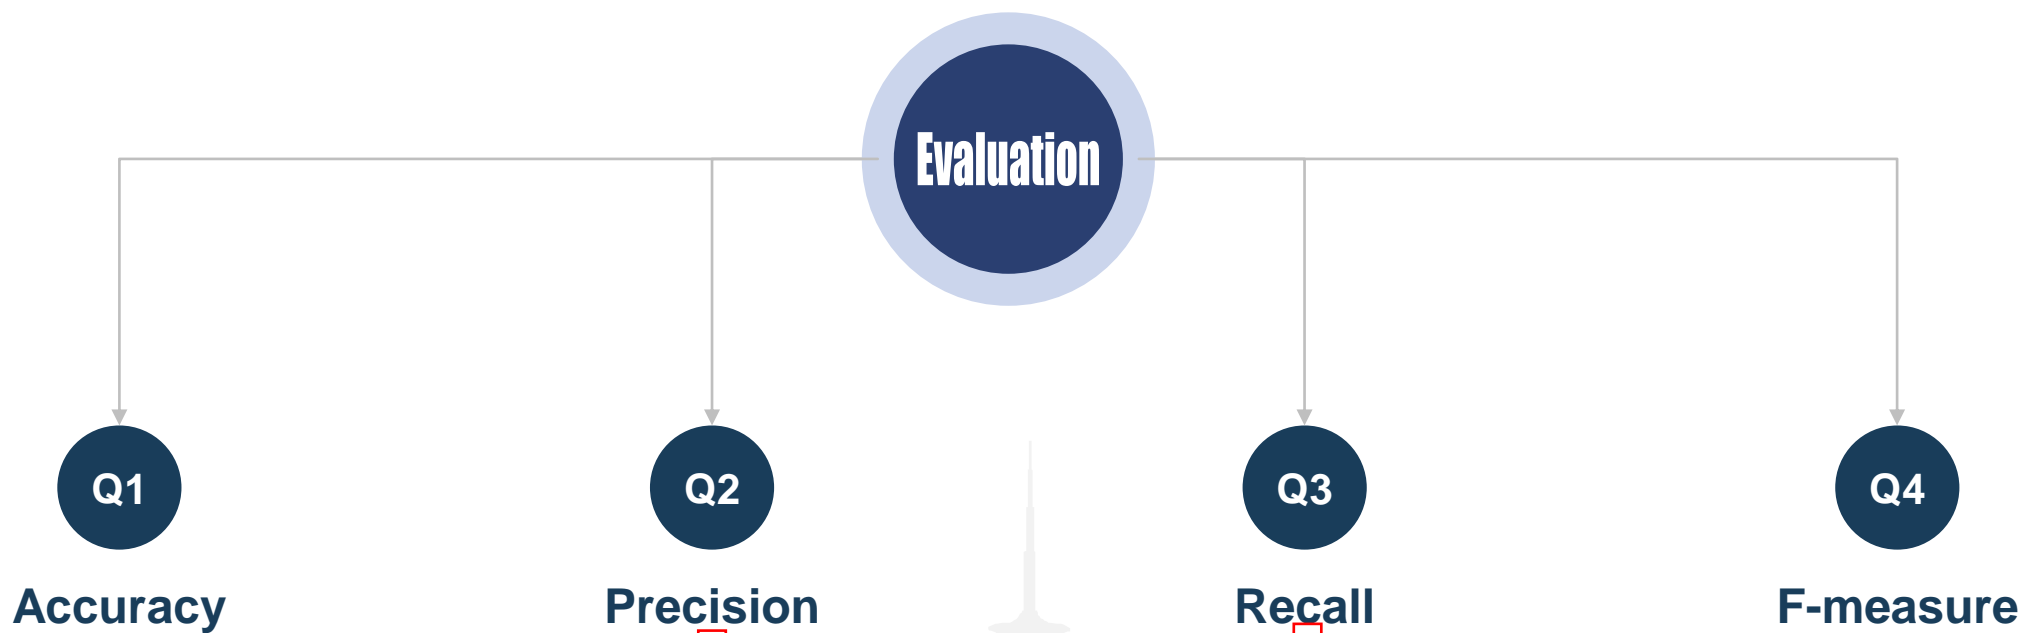 Evaluation
Q1
Q2
Q3
Q4
Accuracy
Precision
Recall
F-measure